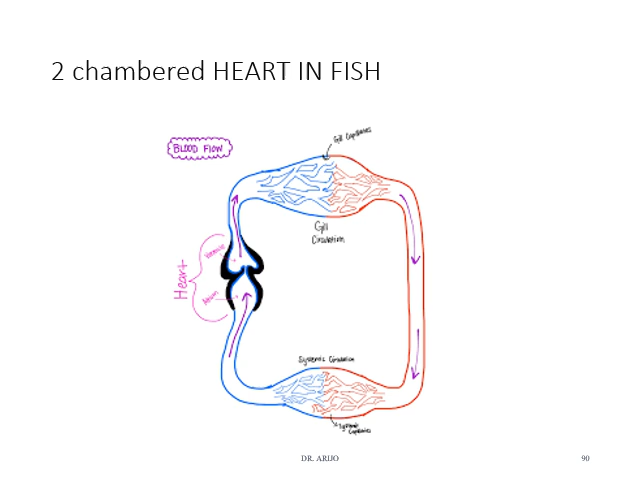 2 chambered HEART IN FISH
BLOOD FLOW
Gill Capillaries
Gill
Circulation
Ventricle
Heart
Atrium
Systemic Circulation
Systemic
Capillaries
DR. ARIJO
90